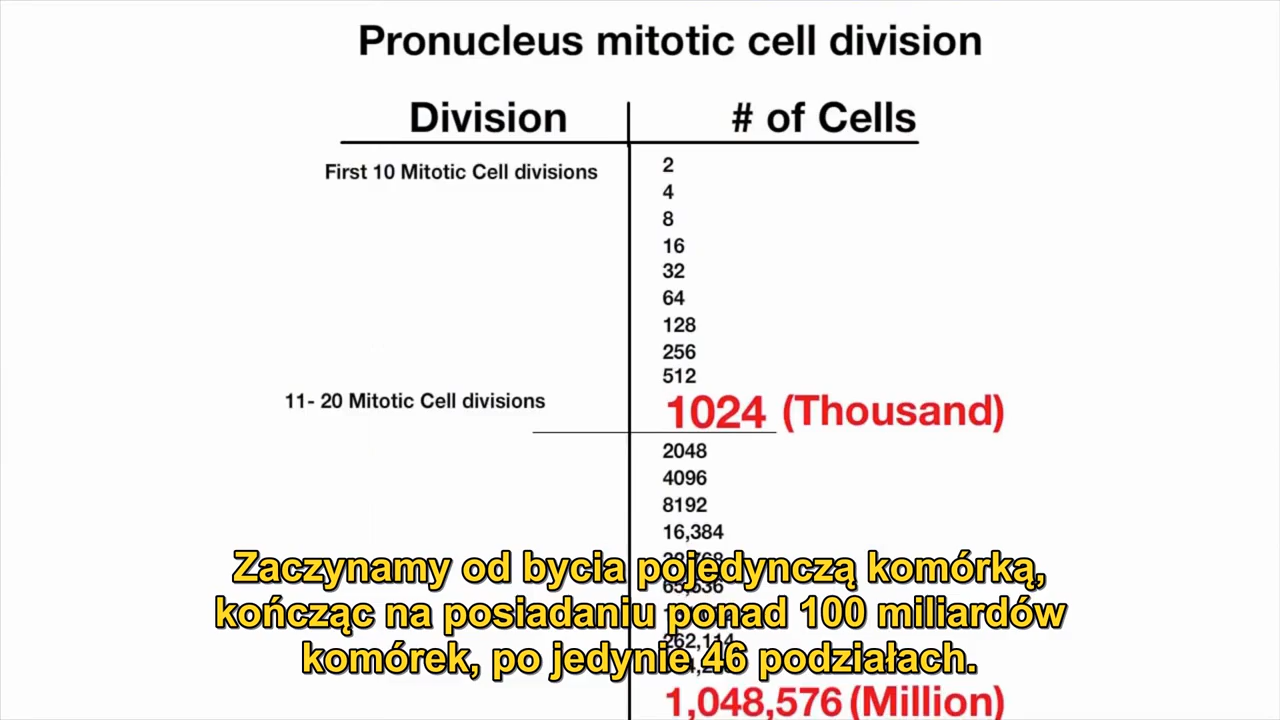 Pronucleus mitotic cell division
Division # of Cells
First 10 Mitotic Cell divisions 2
4
8
16
32
64
128
256
512
11- 20 Mitotic Cell divisions 1024 (Thousand)
2048
4096
8192
16,384
Zaczynamy od bycia pojedynczą komórką,
kończąc na posiadaniu ponad 100 miliardów
komórek, po jedynie 46 podziałach.
1,048,576 (Million)